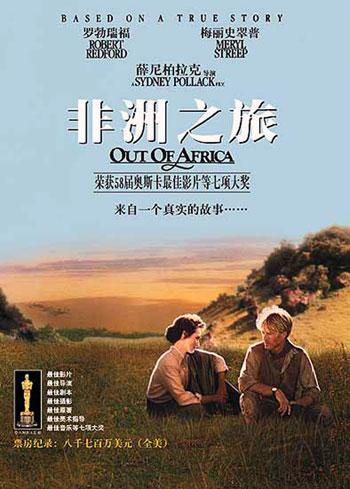 BASED ON A TRUE STORY
罗勃瑞福
ROBERT
REDFORD
梅丽史翠普
MERYL
STREEP
薛尼柏拉克 导演
A SYDNEY POLLACK FILM
非洲之旅
OUT OF AFRICA
荣获58届奥斯卡最佳影片等七项大奖
来自一个真实的故事……
最佳影片
最佳导演
最佳剧本
最佳摄影
最佳原著
最佳美术指导
最佳音乐等七项大奖
票房纪录:八千七百万美元(全美)